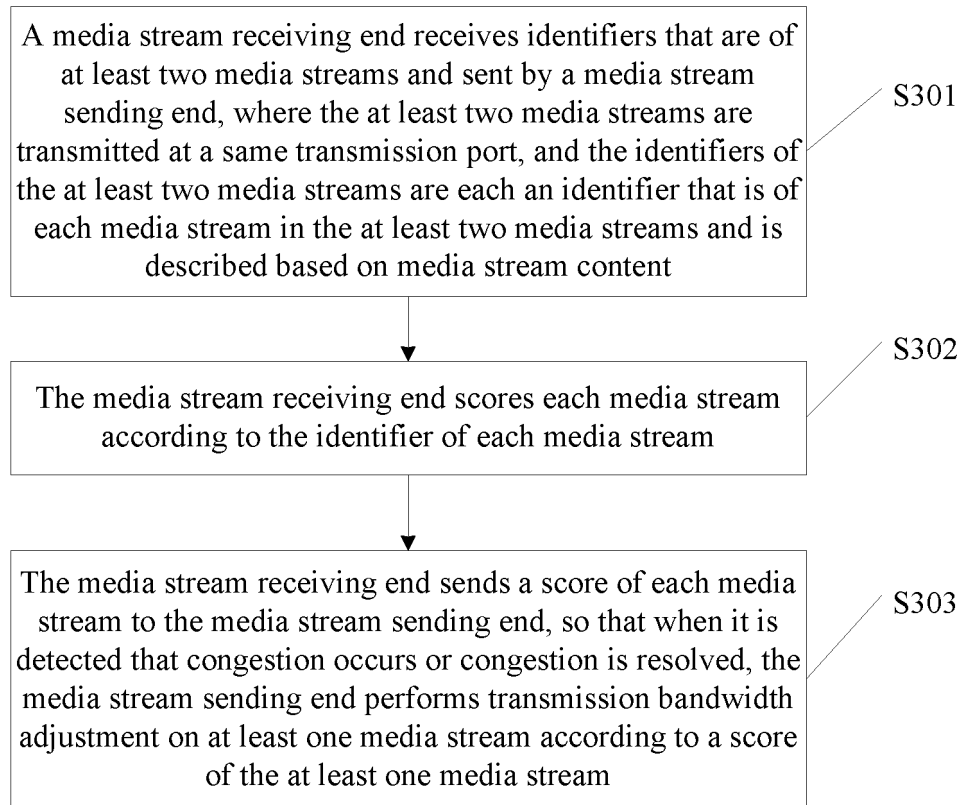 A media stream receiving end receives identifiers that are of
at least two media streams and sent by a media stream
sending end, where the at least two media streams are
transmitted at a same transmission port, and the identifiers of
the at least two media streams are each an identifier that is of
each media stream in the at least two media streams and is
described based on media stream content
S301
The media stream receiving end scores each media stream
according to the identifier of each media stream
S302
The media stream receiving end sends a score of each media
stream to the media stream sending end, so that when it is
detected that congestion occurs or congestion is resolved, the
media stream sending end performs transmission bandwidth
adjustment on at least one media stream according to a score
of the at least one media stream
S303